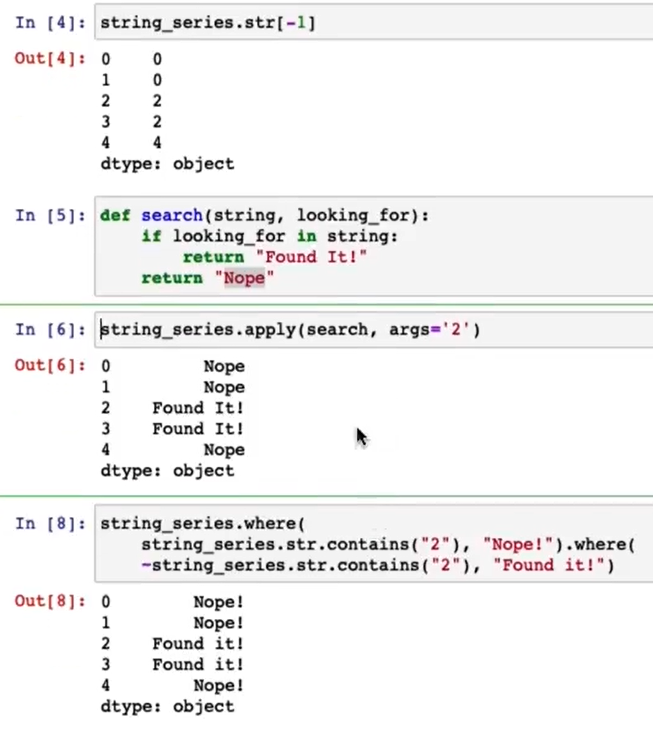 In [4]: string_series.str[-1]
Out[4]: 0    0
1    0
2    2
3    2
4    4
dtype: object
In [5]: def search(string, looking_for):
    if looking_for in string:
        return "Found It!"
    return "Nope"
In [6]: string_series.apply(search, args='2')
Out[6]: 0         Nope
1         Nope
2    Found It!
3    Found It!
4         Nope
dtype: object
In [8]: string_series.where(
    string_series.str.contains("2"), "Nope!").where(
    ~string_series.str.contains("2"), "Found it!")
Out[8]: 0        Nope!
1        Nope!
2    Found it!
3    Found it!
4        Nope!
dtype: object